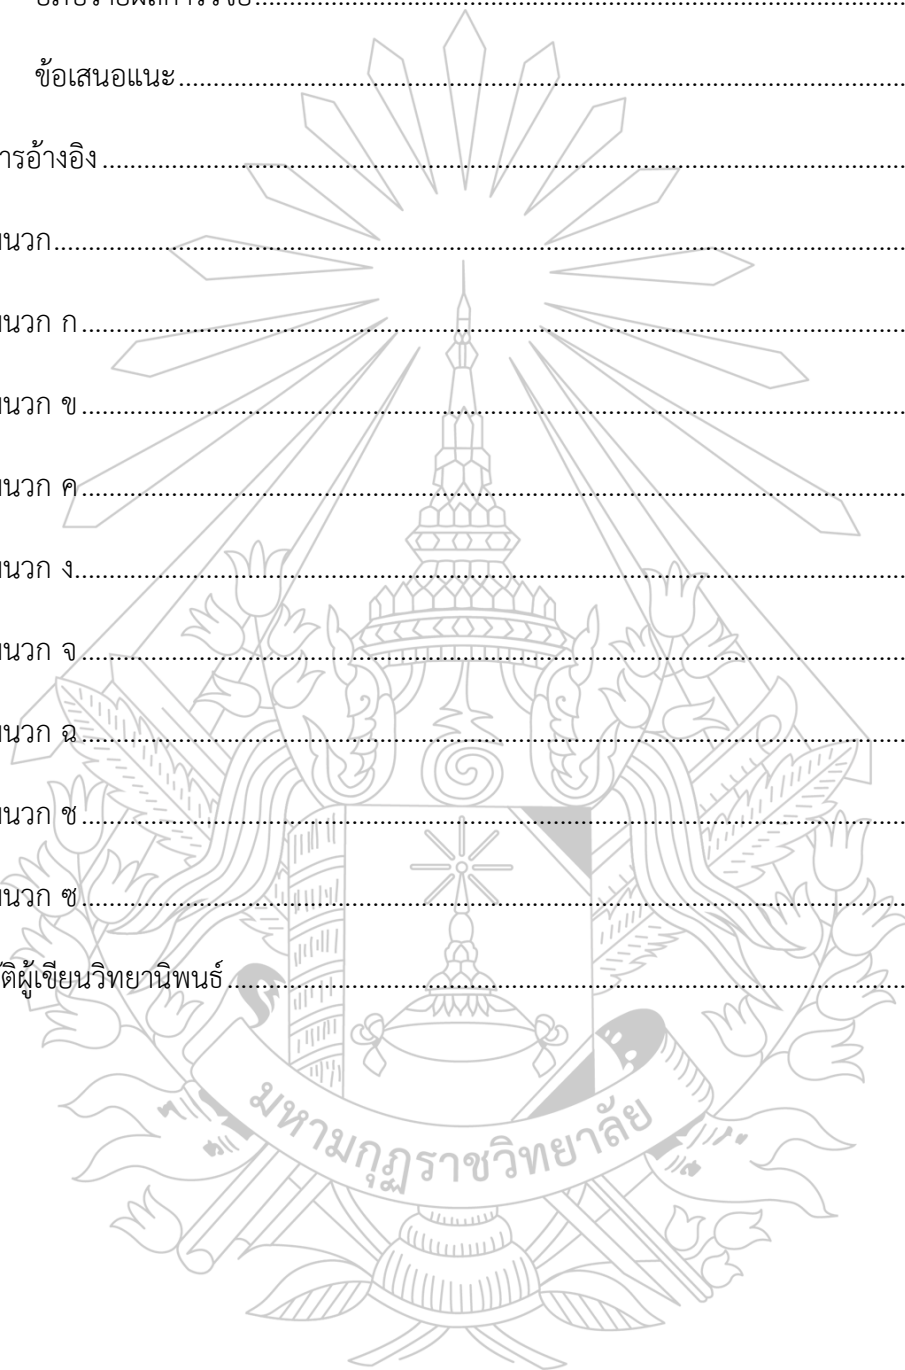 ข้อเสนอแนะ
การอ้างอิง
นวก
นวก ก
นวก ข
นวก ค
นวก ง
นวก จ
นวก ฉ
นวก ช
นวก ซ
ติผู้เขียนวิทยานิพนธ์
มหามกุฏราชวิทยาลัย